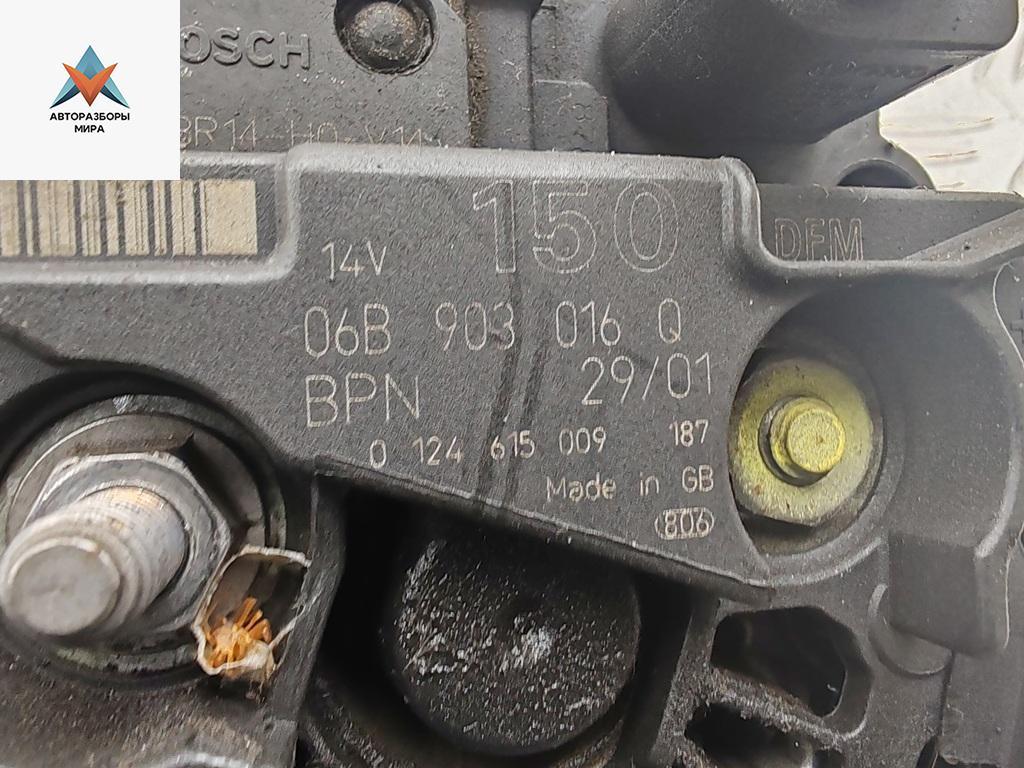 АВТОРАЗБОРЫ
МИРА
OSCH
14V
150
DFM
06B 903 016 Q
BPN 29/01
0 124 615 009 187
Made in GB
806